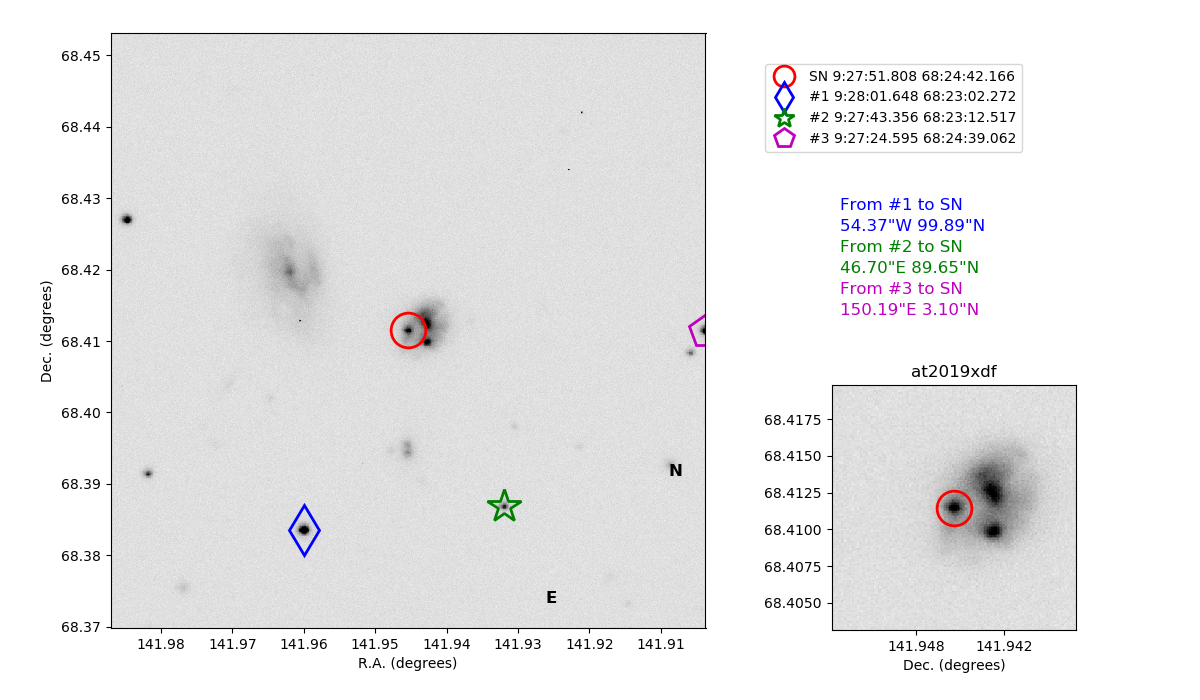 SN 9:27:51.808 68:24:42.166
#1 9:28:01.648 68:23:02.272
#2 9:27:43.356 68:23:12.517
#3 9:27:24.595 68:24:39.062
From #1 to SN
54.37"W 99.89"N
From #2 to SN
46.70"E 89.65"N
From #3 to SN
150.19"E 3.10"N
68.45
68.44
68.43
68.42
68.41
68.40
68.39
68.38
68.37
Dec. (degrees)
N
E
141.98 141.97 141.96 141.95 141.94 141.93 141.92 141.91
R.A. (degrees)
at2019xdf
68.4175
68.4150
68.4125
68.4100
68.4075
68.4050
141.948 141.942
Dec. (degrees)